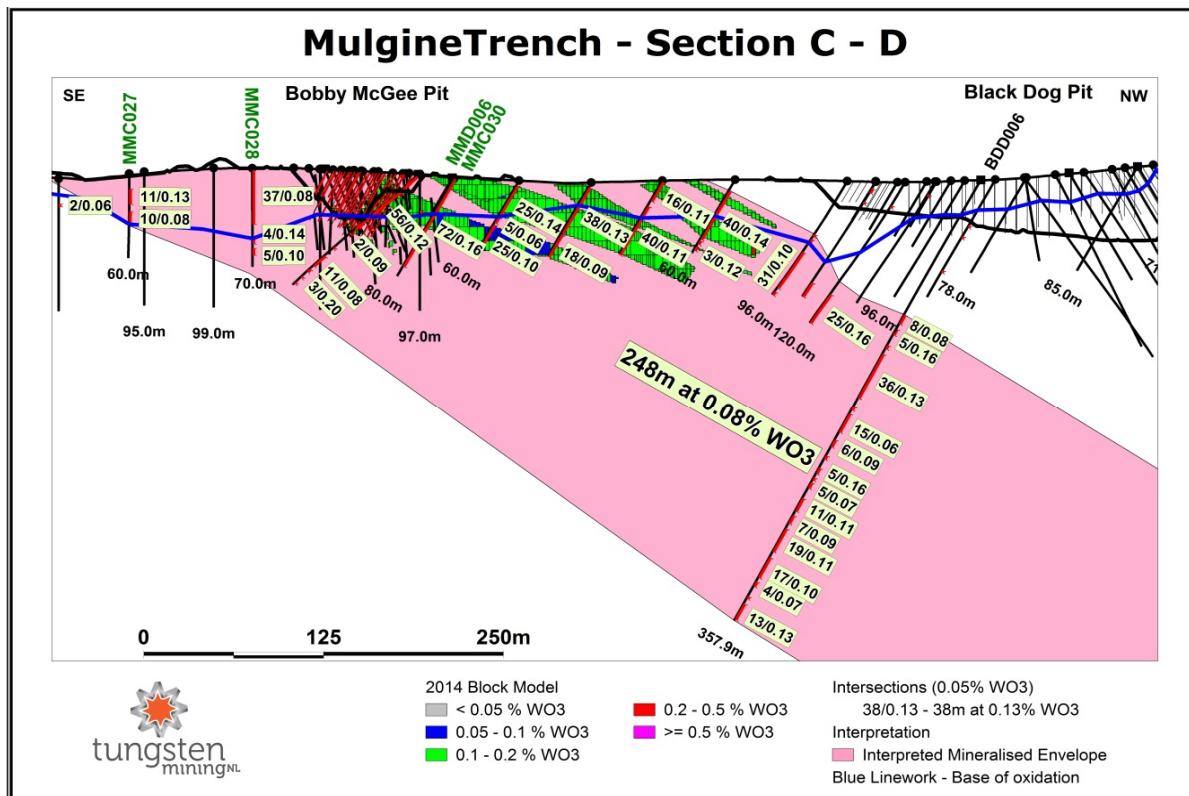 MulgineTrench - Section C - D
SE
Bobby McGee Pit
Black Dog Pit
NW
MMC027
MMC028
MMD006
MMC030
BDD006
2/0.06
11/0.13
10/0.08
37/0.08
4/0.14
5/0.10
2/0.09
11/0.08
3/0.20
56/0.12
72/0.16
25/0.14
5/0.06
25/0.10
38/0.13
18/0.09
16/0.11
40/0.11
40/0.14
3/0.12
31/0.10
25/0.16
60.0m
95.0m
99.0m
70.0m
80.0m
97.0m
60.0m
60.0m
96.0m
120.0m
96.0m
78.0m
85.0m
248m at 0.08% WO3
8/0.08
5/0.16
36/0.13
15/0.06
6/0.09
5/0.16
5/0.07
11/0.11
7/0.09
19/0.11
17/0.10
4/0.07
13/0.13
357.9m
0 125 250m
tungsten
miningNL
2014 Block Model
< 0.05 % WO3
0.05 - 0.1 % WO3
0.1 - 0.2 % WO3
0.2 - 0.5 % WO3
>= 0.5 % WO3
Intersections (0.05% WO3)
38/0.13 - 38m at 0.13% WO3
Interpretation
Interpreted Mineralised Envelope
Blue Linework - Base of oxidation